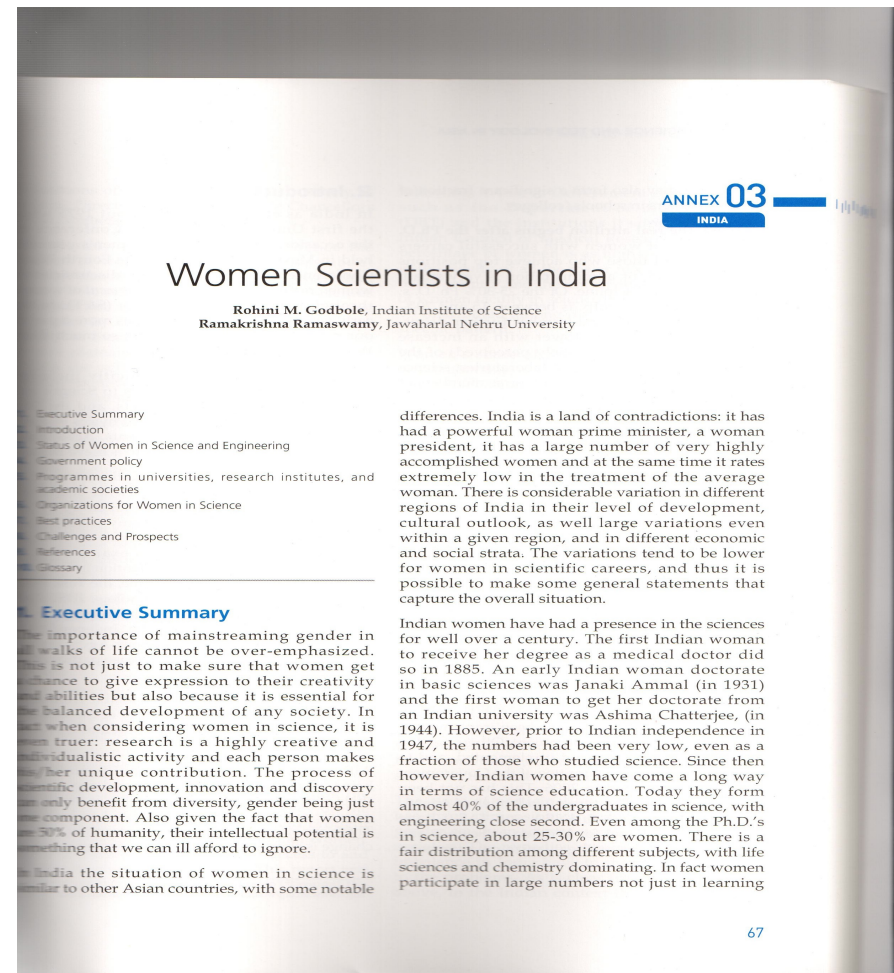 ANNEX 03
INDIA
Women Scientists in India
Rohini M. Godbole, Indian Institute of Science
Ramakrishna Ramaswamy, Jawaharlal Nehru University
Executive Summary
Introduction
Status of Women in Science and Engineering
Government policy
Programmes in universities, research institutes, and
academic societies
Organizations for Women in Science
Best practices
Challenges and Prospects
References
Glossary
1. Executive Summary
The importance of mainstreaming gender in
walks of life cannot be over-emphasized.
This is not just to make sure that women get
chance to give expression to their creativity
and abilities but also because it is essential for
the balanced development of any society. In
fact when considering women in science, it is
even truer: research is a highly creative and
individualistic activity and each person makes
his/her unique contribution. The process of
scientific development, innovation and discovery
can only benefit from diversity, gender being just
one component. Also given the fact that women
are 50% of humanity, their intellectual potential is
something that we can ill afford to ignore.
In India the situation of women in science is
similar to other Asian countries, with some notable
differences. India is a land of contradictions: it has
had a powerful woman prime minister, a woman
president, it has a large number of very highly
accomplished women and at the same time it rates
extremely low in the treatment of the average
woman. There is considerable variation in different
regions of India in their level of development,
cultural outlook, as well large variations even
within a given region, and in different economic
and social strata. The variations tend to be lower
for women in scientific careers, and thus it is
possible to make some general statements that
capture the overall situation.
Indian women have had a presence in the sciences
for well over a century. The first Indian woman
to receive her degree as a medical doctor did
so in 1885. An early Indian woman doctorate
in basic sciences was Janaki Ammal (in 1931)
and the first woman to get her doctorate from
an Indian university was Ashima Chatterjee, (in
1944). However, prior to Indian independence in
1947, the numbers had been very low, even as a
fraction of those who studied science. Since then
however, Indian women have come a long way
in terms of science education. Today they form
almost 40% of the undergraduates in science, with
engineering close second. Even among the Ph.D.'s
in science, about 25-30% are women. There is a
fair distribution among different subjects, with life
sciences and chemistry dominating. In fact women
participate in large numbers not just in learning
67